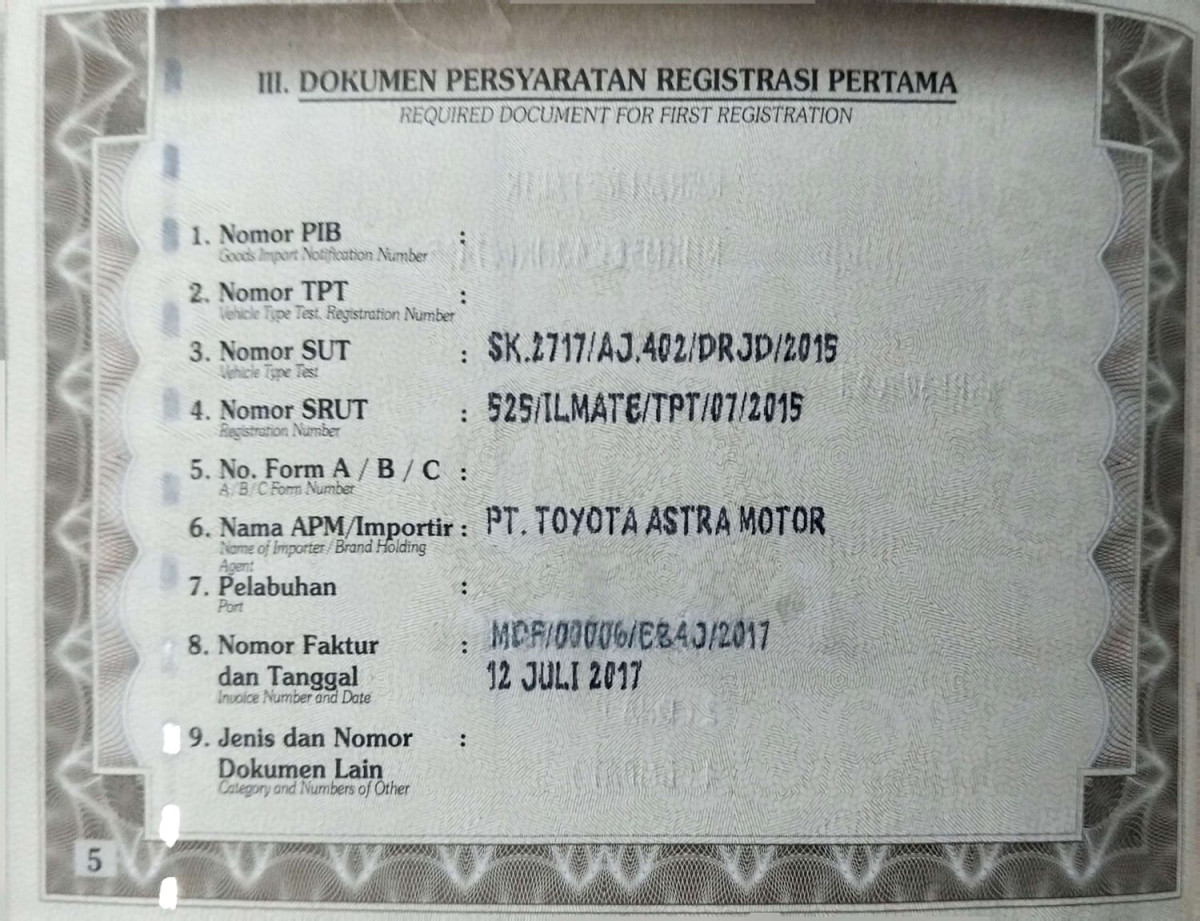 III. DOKUMEN PERSYARATAN REGISTRASI PERTAMA
REQUIRED DOCUMENT FOR FIRST REGISTRATION
1. Nomor PIB :
Goods Import Notification Number
2. Nomor TPT :
Vehicle Type Test, Registration Number
3. Nomor SUT : SK.2717/AJ.402/DRJD/2015
Vehicle Type Test
4. Nomor SRUT : 525/ILMATE/TPT/07/2015
Registration Number
5. No. Form A / B / C :
A / B / C Form Number
6. Nama APM/Importir : PT. TOYOTA ASTRA MOTOR
Name of Importer / Brand Holding
Agent
7. Pelabuhan :
Port
8. Nomor Faktur :
dan Tanggal 12 JULI 2017
Invoice Number and Date
9. Jenis dan Nomor :
Dokumen Lain
Category and Numbers of Other
5